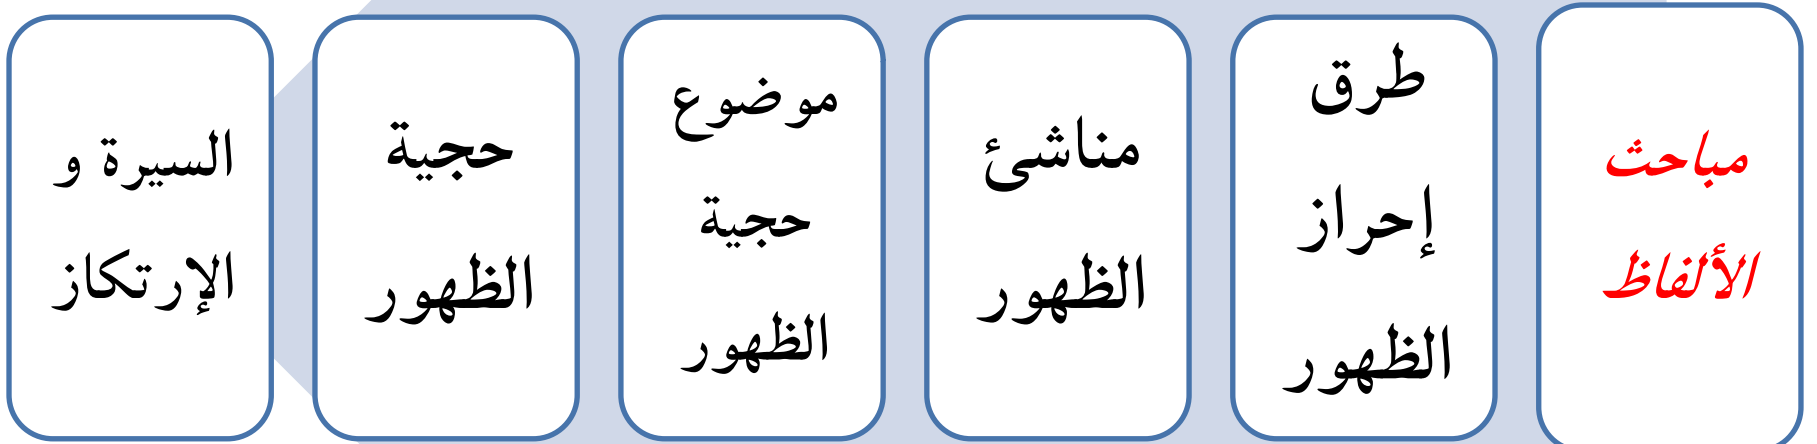 مباحث
الألفاظ
طرق
إحراز
الظهور
مناشئ
الظهور
موضوع
حجية
الظهور
حجية
الظهور
السيرة و
الإرتكاز